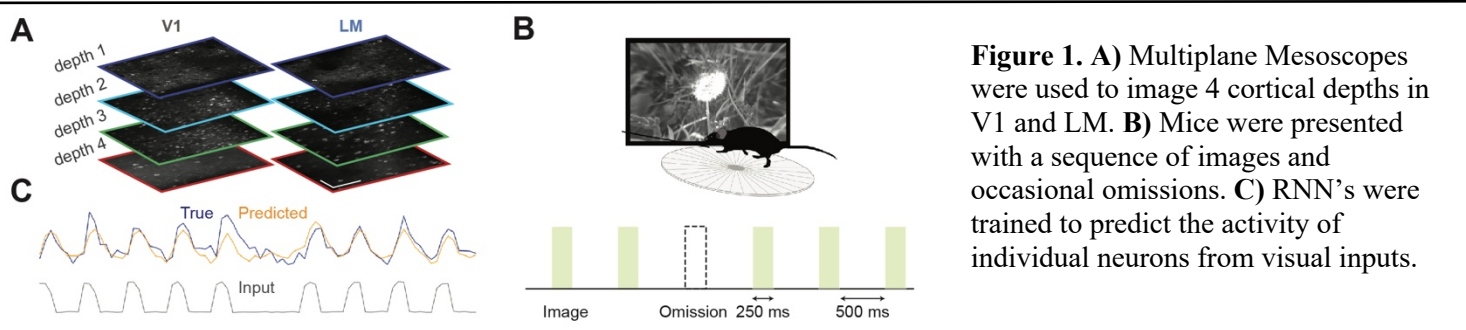 A
V1
LM
depth 1
depth 2
depth 3
depth 4
B
C
True
Predicted
Input
Image
Omission
250 ms
500 ms
Figure 1. A) Multiplane Mesoscopes
were used to image 4 cortical depths in
V1 and LM. B) Mice were presented
with a sequence of images and
occasional omissions. C) RNN's were
trained to predict the activity of
individual neurons from visual inputs.